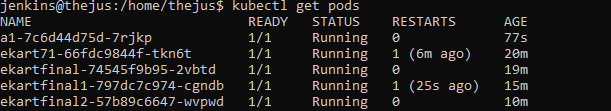 jenkins@thejus:/home/thejus$ kubectl get pods
NAME READY STATUS RESTARTS AGE
a1-7c6d44d75d-7rjkp 1/1 Running 0 77s
ekart71-66fdc9844f-tkn6t 1/1 Running 1 (6m ago) 20m
ekartfinal-74545f9b95-2vbtd 1/1 Running 0 19m
ekartfinal1-797dc7c974-cgndb 1/1 Running 1 (25s ago) 15m
ekartfinal2-57b89c6647-wvpwd 1/1 Running 0 10m